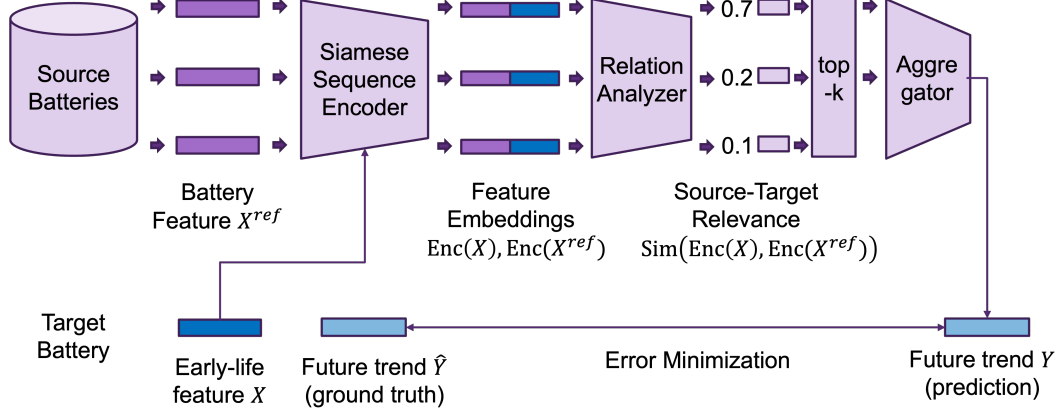 Source
Batteries
Siamese
Sequence
Encoder
Relation
Analyzer
0.7
0.2
0.1
top
-k
Aggre
gator
Battery
Feature X^{ref}
Feature
Embeddings
Enc(X), Enc(X^{ref})
Source-Target
Relevance
Sim(Enc(X), Enc(X^{ref}))
Target
Battery
Early-life
feature X
Future trend Ŷ
(ground truth)
Error Minimization
Future trend Y
(prediction)